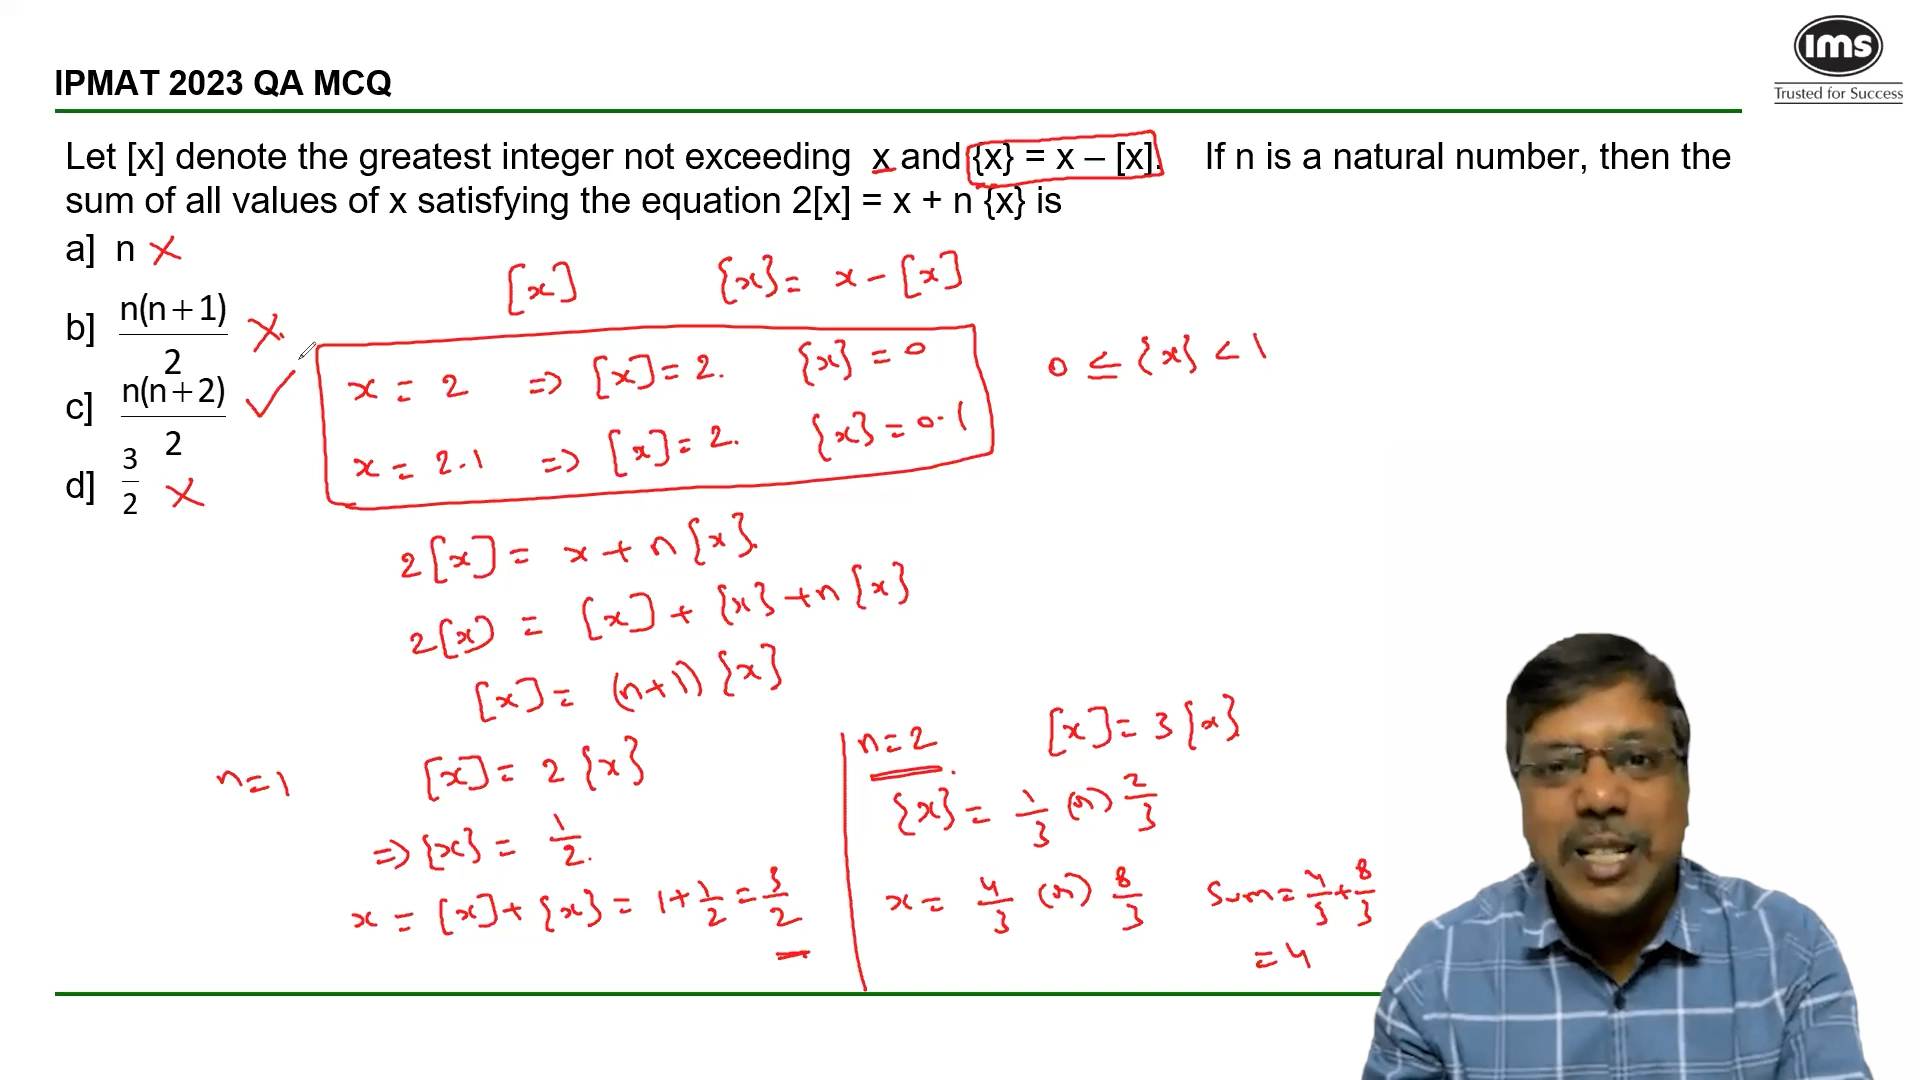 ims
Trusted for Success
IPMAT 2023 QA MCQ
Let [x] denote the greatest integer not exceeding x and {x} = x – [x]. If n is a natural number, then the
sum of all values of x satisfying the equation 2[x] = x + n {x} is
a] n ×
b] n(n+1)/2 ×
c] n(n+2)/2 ✓
d] 3/2 ×
[x] {x} = x – [x]
x = 2 ⇒ [x] = 2. {x} = 0
x = 2.1 ⇒ [x] = 2. {x} = 0.1
0 ≤ {x} < 1
2[x] = x + n{x}.
2[x] = [x] + {x} + n{x}
[x] = (n+1) {x}
n=1 [x] = 2 {x}
⇒ {x} = 1/2.
x = [x] + {x} = 1 + 1/2 = 3/2
n=2. [x] = 3{x}
{x} = 1/3 (or) 2/3
x = 4/3 (or) 8/3 Sum = 4/3 + 8/3
= 4